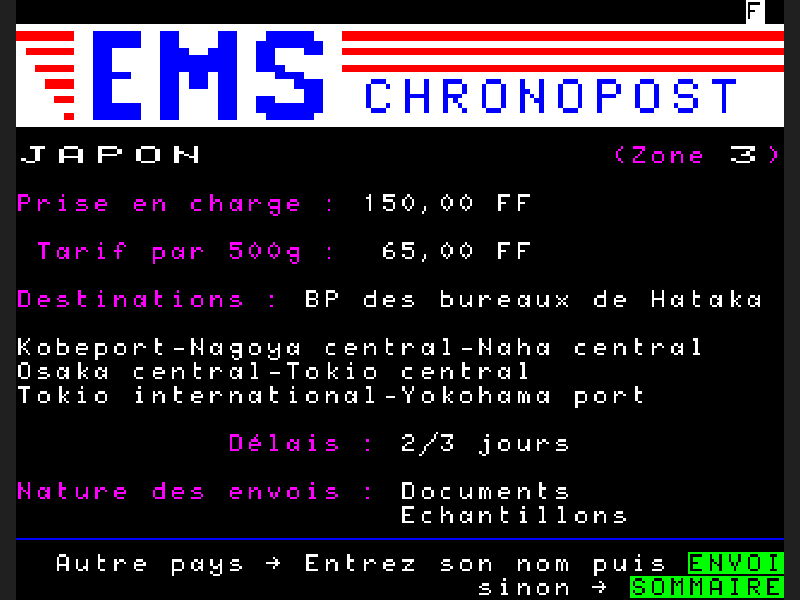 F
EMS
CHRONOPOST
JAPON (Zone 3)
Prise en charge : 150,00 FF
Tarif par 500g : 65,00 FF
Destinations : BP des bureaux de Hataka
Kobeport-Nagoya central-Naha central
Osaka central-Tokio central
Tokio international-Yokohama port
Délais : 2/3 jours
Nature des envois : Documents
Echantillons
Autre pays → Entrez son nom puis ENVOI
sinon → SOMMAIRE